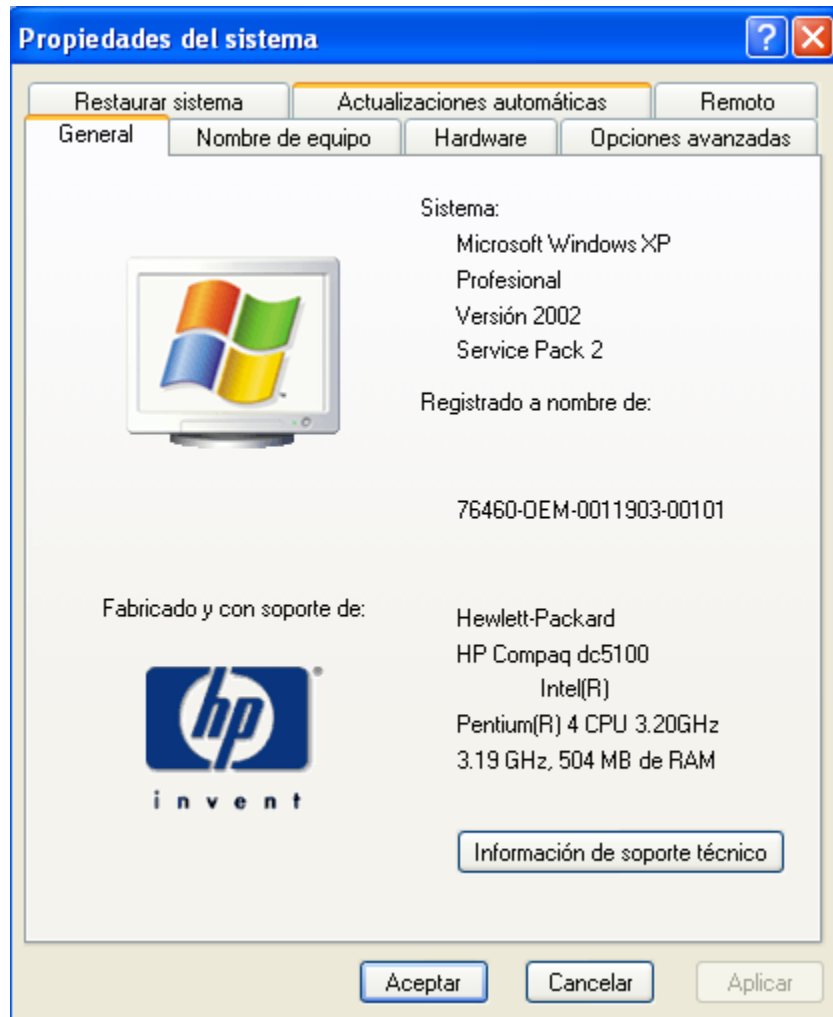 Propiedades del sistema
Restaurar sistema
Actualizaciones automáticas
Remoto
General
Nombre de equipo
Hardware
Opciones avanzadas
Sistema:
Microsoft Windows XP
Profesional
Versión 2002
Service Pack 2
Registrado a nombre de:
76460-OEM-0011903-00101
Fabricado y con soporte de:
Hewlett-Packard
HP Compaq dc5100
Intel(R)
Pentium(R) 4 CPU 3.20GHz
3.19 GHz, 504 MB de RAM
hp
invent
Información de soporte técnico
Aceptar
Cancelar
Aplicar